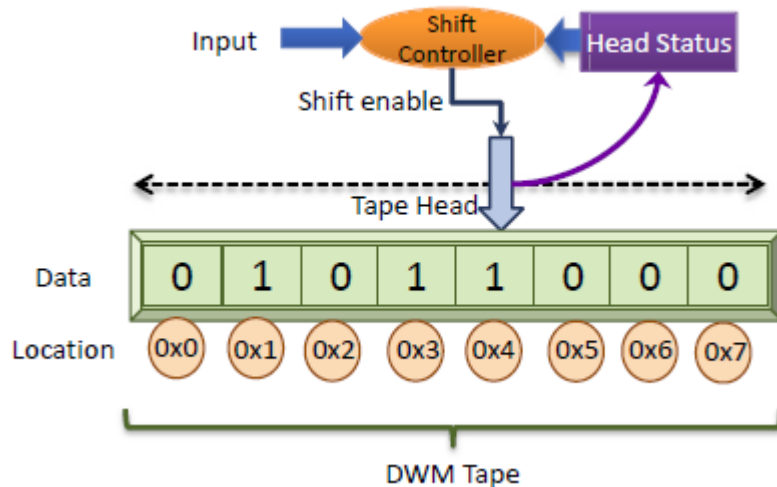 Input
Shift
Controller
Head Status
Shift enable
Tape Head
Data
0 1 0 1 1 0 0 0
Location
0x0 0x1 0x2 0x3 0x4 0x5 0x6 0x7
DWM Tape